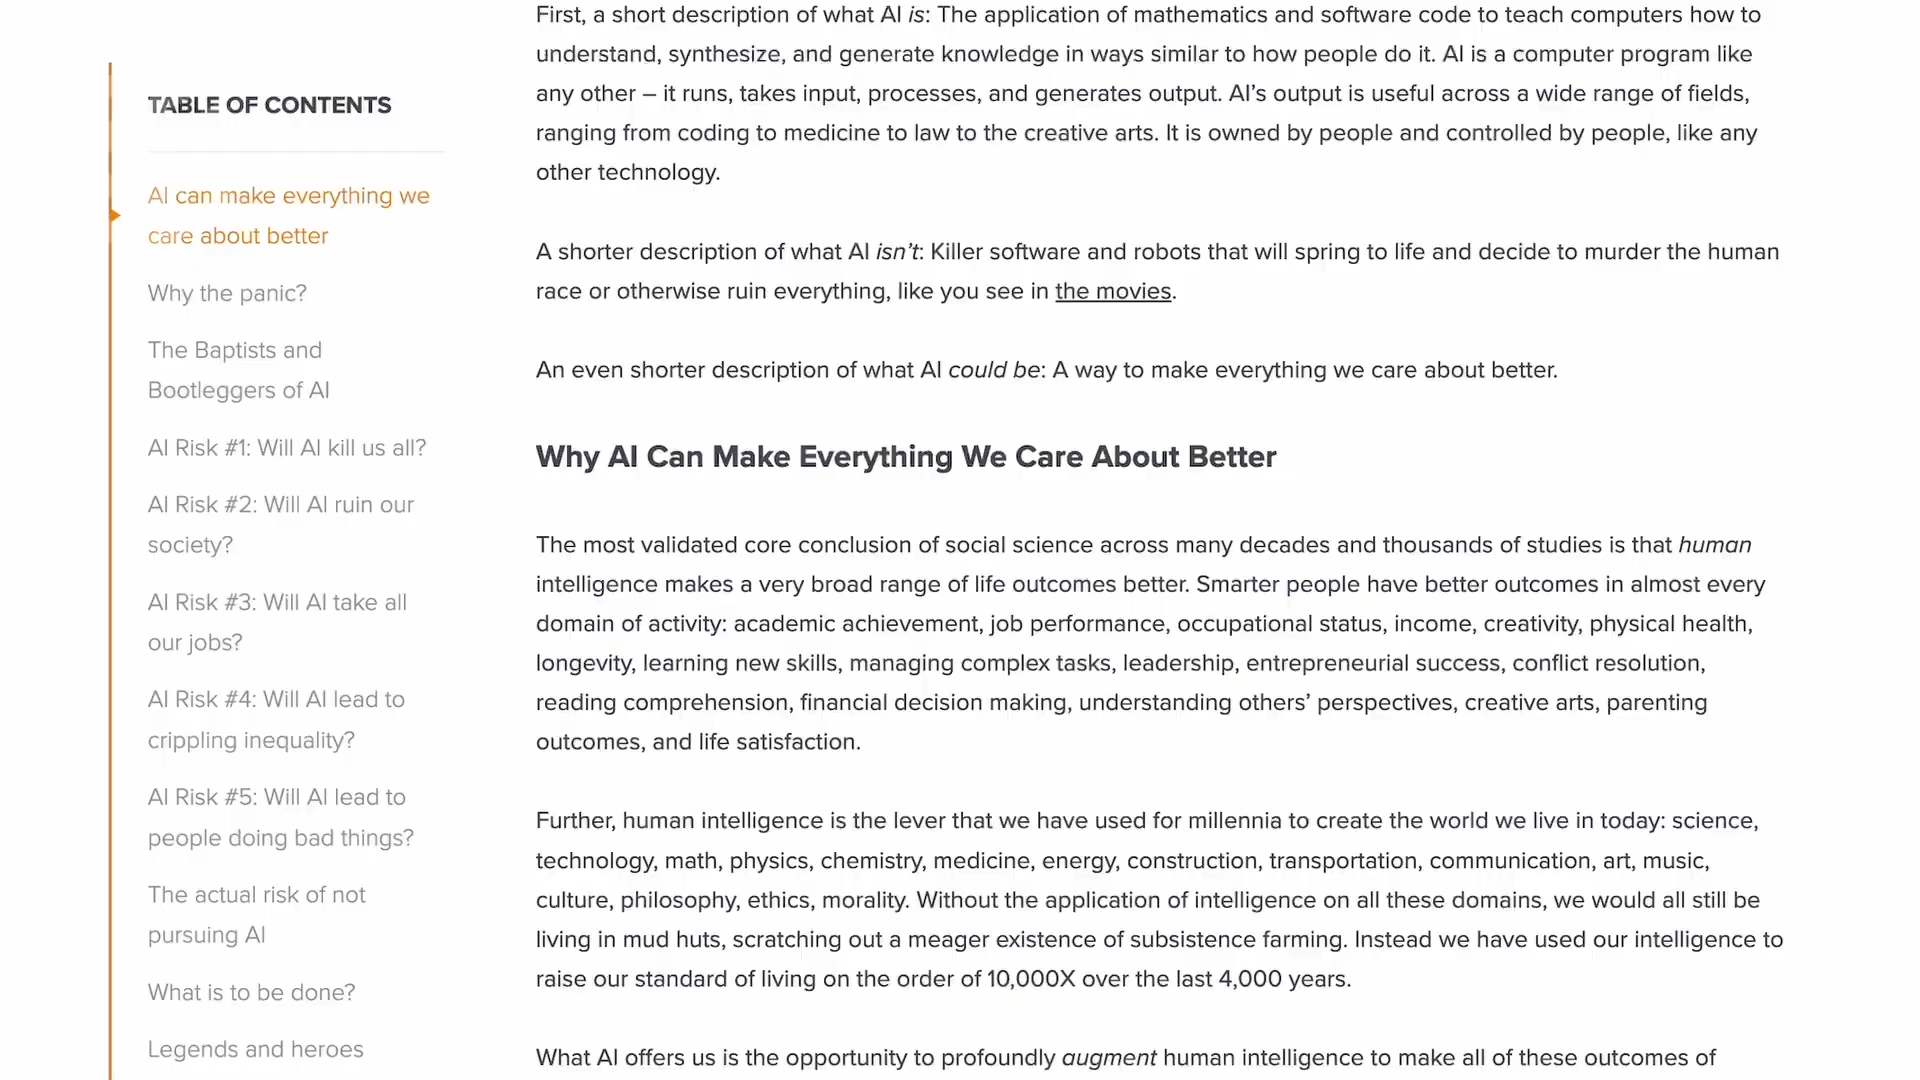 TABLE OF CONTENTS
AI can make everything we
care about better
Why the panic?
The Baptists and
Bootleggers of AI
AI Risk #1: Will AI kill us all?
AI Risk #2: Will AI ruin our
society?
AI Risk #3: Will AI take all
our jobs?
AI Risk #4: Will AI lead to
crippling inequality?
AI Risk #5: Will AI lead to
people doing bad things?
The actual risk of not
pursuing AI
What is to be done?
Legends and heroes
First, a short description of what AI is: The application of mathematics and software code to teach computers how to
understand, synthesize, and generate knowledge in ways similar to how people do it. AI is a computer program like
any other – it runs, takes input, processes, and generates output. AI’s output is useful across a wide range of fields,
ranging from coding to medicine to law to the creative arts. It is owned by people and controlled by people, like any
other technology.
A shorter description of what AI isn’t: Killer software and robots that will spring to life and decide to murder the human
race or otherwise ruin everything, like you see in the movies.
An even shorter description of what AI could be: A way to make everything we care about better.
Why AI Can Make Everything We Care About Better
The most validated core conclusion of social science across many decades and thousands of studies is that human
intelligence makes a very broad range of life outcomes better. Smarter people have better outcomes in almost every
domain of activity: academic achievement, job performance, occupational status, income, creativity, physical health,
longevity, learning new skills, managing complex tasks, leadership, entrepreneurial success, conflict resolution,
reading comprehension, financial decision making, understanding others’ perspectives, creative arts, parenting
outcomes, and life satisfaction.
Further, human intelligence is the lever that we have used for millennia to create the world we live in today: science,
technology, math, physics, chemistry, medicine, energy, construction, transportation, communication, art, music,
culture, philosophy, ethics, morality. Without the application of intelligence on all these domains, we would all still be
living in mud huts, scratching out a meager existence of subsistence farming. Instead we have used our intelligence to
raise our standard of living on the order of 10,000X over the last 4,000 years.
What AI offers us is the opportunity to profoundly augment human intelligence to make all of these outcomes of